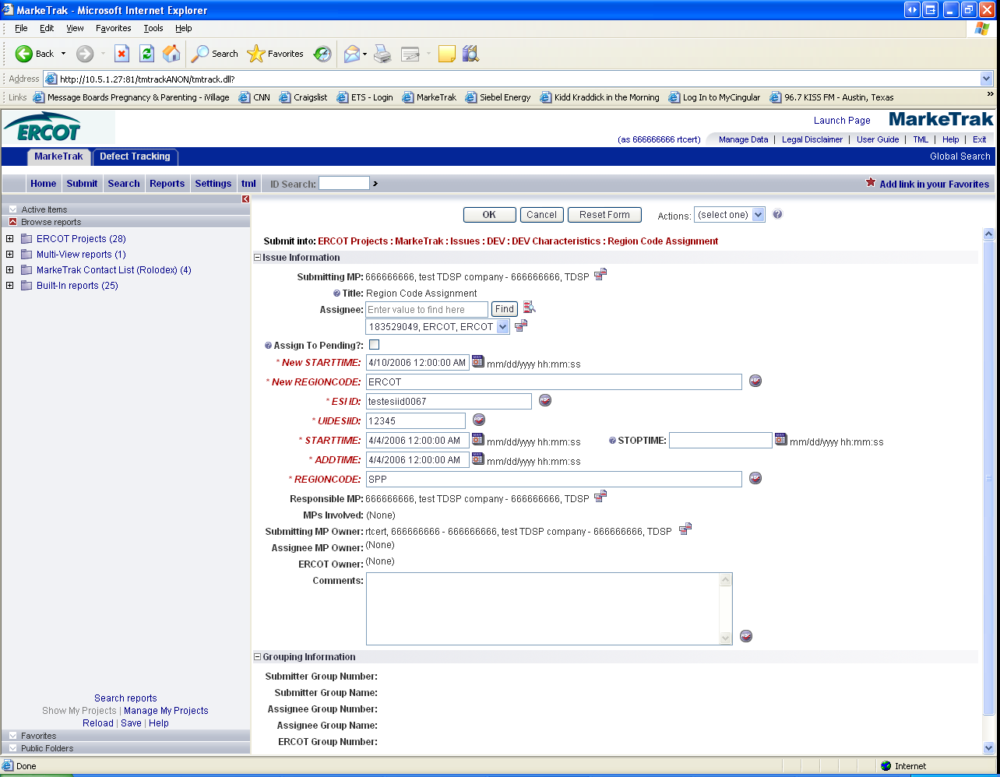 MarkeTrak - Microsoft Internet Explorer
File Edit View Favorites Tools Help
Back Search Favorites
Address http://10.5.1.27:81/tmtrackANON/tmtrack.dll?
Links Message Boards Pregnancy & Parenting - iVillage CNN Craigslist ETS - Login MarkeTrak Siebel Energy Kidd Kraddick in the Morning Log In to MyCingular 96.7 KISS FM - Austin, Texas »
ERCOT Launch Page MarkeTrak
(as 666666666 rtcert) Manage Data | Legal Disclaimer | User Guide | TML | Help | Exit
MarkeTrak Defect Tracking Global Search
Home Submit Search Reports Settings tml ID Search: Add link in your Favorites
Active Items
Browse reports
ERCOT Projects (28)
Multi-View reports (1)
MarkeTrak Contact List (Rolodex) (4)
Built-In reports (25)
Search reports
Show My Projects | Manage My Projects
Reload | Save | Help
Favorites
Public Folders
OK Cancel Reset Form Actions: (select one)
Submit into: ERCOT Projects : MarkeTrak : Issues : DEV : DEV Characteristics : Region Code Assignment
Issue Information
Submitting MP: 666666666, test TDSP company - 666666666, TDSP
Title: Region Code Assignment
Assignee: Enter value to find here Find
183529049, ERCOT, ERCOT
Assign To Pending?:
* New STARTTIME: 4/10/2006 12:00:00 AM mm/dd/yyyy hh:mm:ss
* New REGIONCODE: ERCOT ABC
* ESI ID: testesiid0067 ABC
* UIDESIID: 12345 ABC
* STARTTIME: 4/4/2006 12:00:00 AM mm/dd/yyyy hh:mm:ss STOPTIME: mm/dd/yyyy hh:mm:ss
* ADDTIME: 4/4/2006 12:00:00 AM mm/dd/yyyy hh:mm:ss
* REGIONCODE: SPP ABC
Responsible MP: 666666666, test TDSP company - 666666666, TDSP
MPs Involved: (None)
Submitting MP Owner: rtcert, 666666666 - 666666666, test TDSP company - 666666666, TDSP
Assignee MP Owner: (None)
ERCOT Owner: (None)
Comments: ABC
Grouping Information
Submitter Group Number:
Submitter Group Name:
Assignee Group Number:
Assignee Group Name:
ERCOT Group Number:
Done Internet